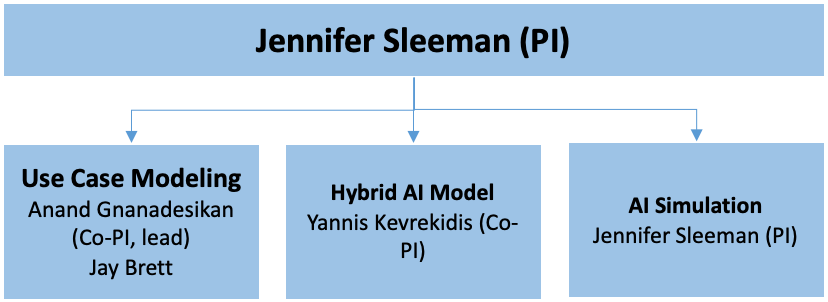 Jennifer Sleeman (PI)
Use Case Modeling
Anand Gnanadesikan
(Co-PI, lead)
Jay Brett
Hybrid AI Model
Yannis Kevrekidis (Co-
PI)
AI Simulation
Jennifer Sleeman (PI)